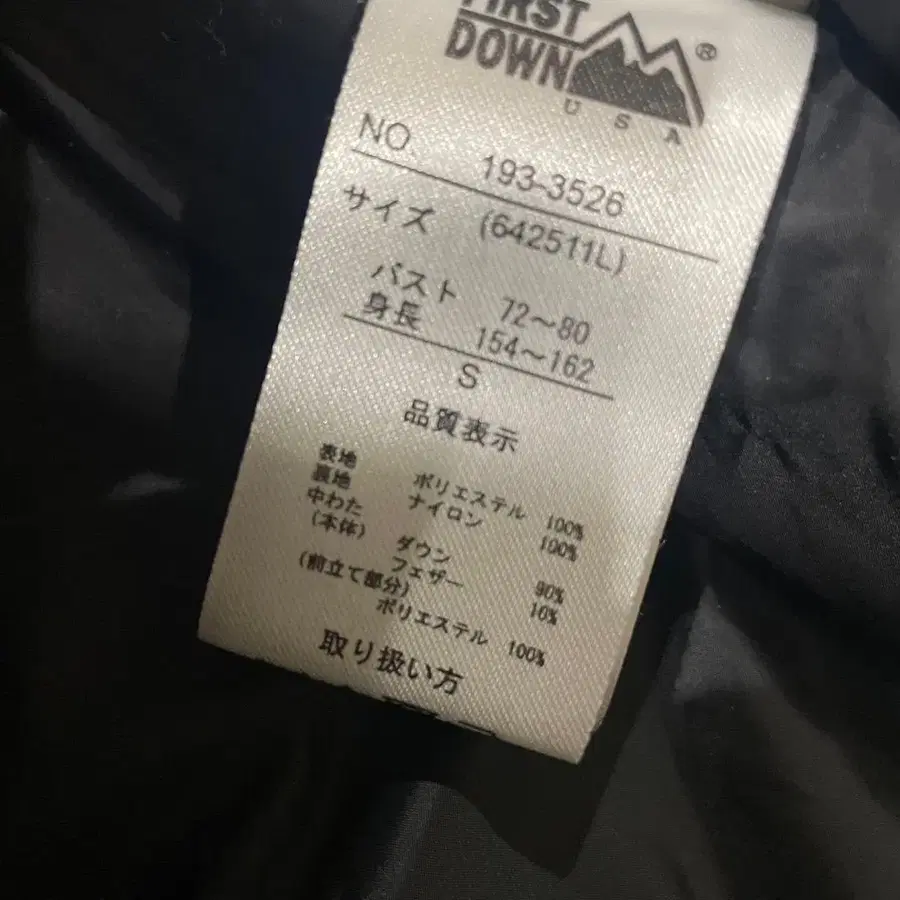 FIRST
DOWN®
USA
NO 193-3526
サイズ (642511L)
バスト 72〜80
身長 154〜162
S
品質表示
表地 ポリエステル 100%
裏地 ナイロン 100%
中わた
(本体) ダウン 90%
フェザー 10%
(前立て部分)
ポリエステル 100%
取り扱い方